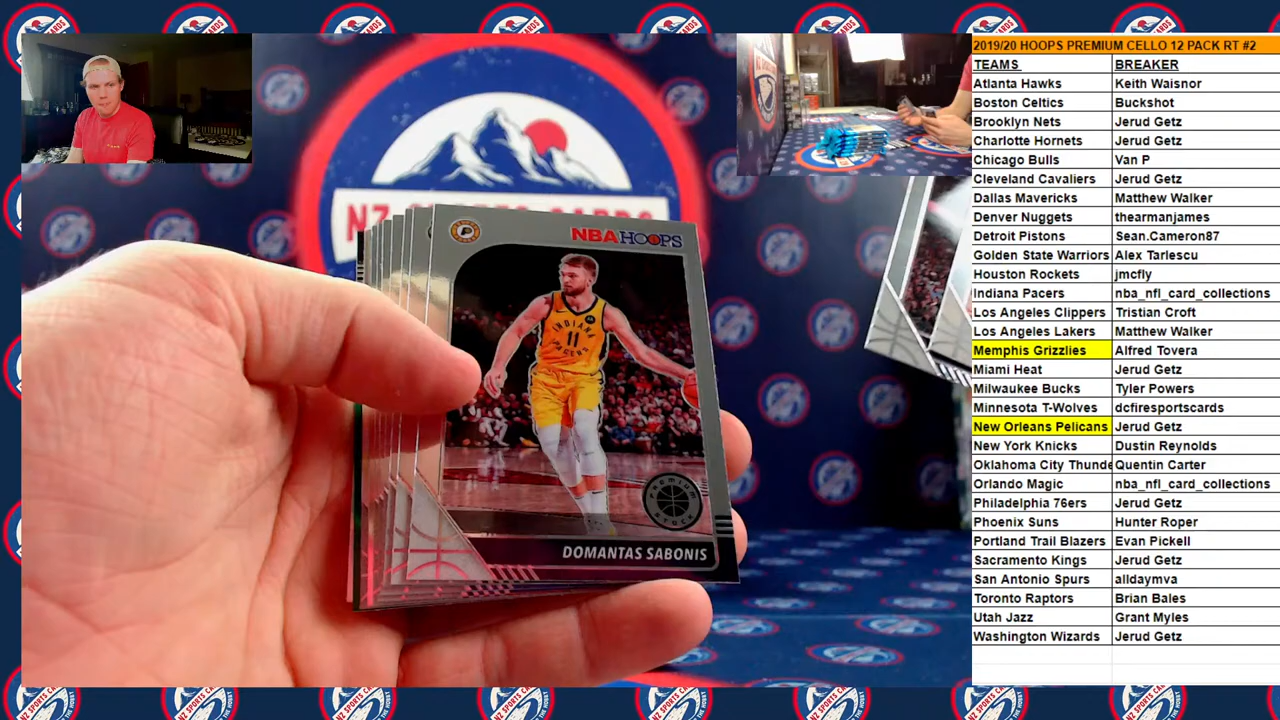 2019/20 HOOPS PREMIUM CELLO 12 PACK RT #2
TEAMS BREAKER
Atlanta Hawks Keith Waisnor
Boston Celtics Buckshot
Brooklyn Nets Jerud Getz
Charlotte Hornets Jerud Getz
Chicago Bulls Van P
Cleveland Cavaliers Jerud Getz
Dallas Mavericks Matthew Walker
Denver Nuggets thearmanjames
Detroit Pistons Sean.Cameron87
Golden State Warriors Alex Tarlescu
Houston Rockets jmcfly
Indiana Pacers nba_nfl_card_collections
Los Angeles Clippers Tristian Croft
Los Angeles Lakers Matthew Walker
Memphis Grizzlies Alfred Tovera
Miami Heat Jerud Getz
Milwaukee Bucks Tyler Powers
Minnesota T-Wolves dcfiresportscards
New Orleans Pelicans Jerud Getz
New York Knicks Dustin Reynolds
Oklahoma City Thunde Quentin Carter
Orlando Magic nba_nfl_card_collections
Philadelphia 76ers Jerud Getz
Phoenix Suns Hunter Roper
Portland Trail Blazers Evan Pickell
Sacramento Kings Jerud Getz
San Antonio Spurs alldaymva
Toronto Raptors Brian Bales
Utah Jazz Grant Myles
Washington Wizards Jerud Getz
NZ SPORTS CARDS
NBA HOOPS
INDIANA
11
PACERS
PREMIUM
STOCK
DOMANTAS SABONIS